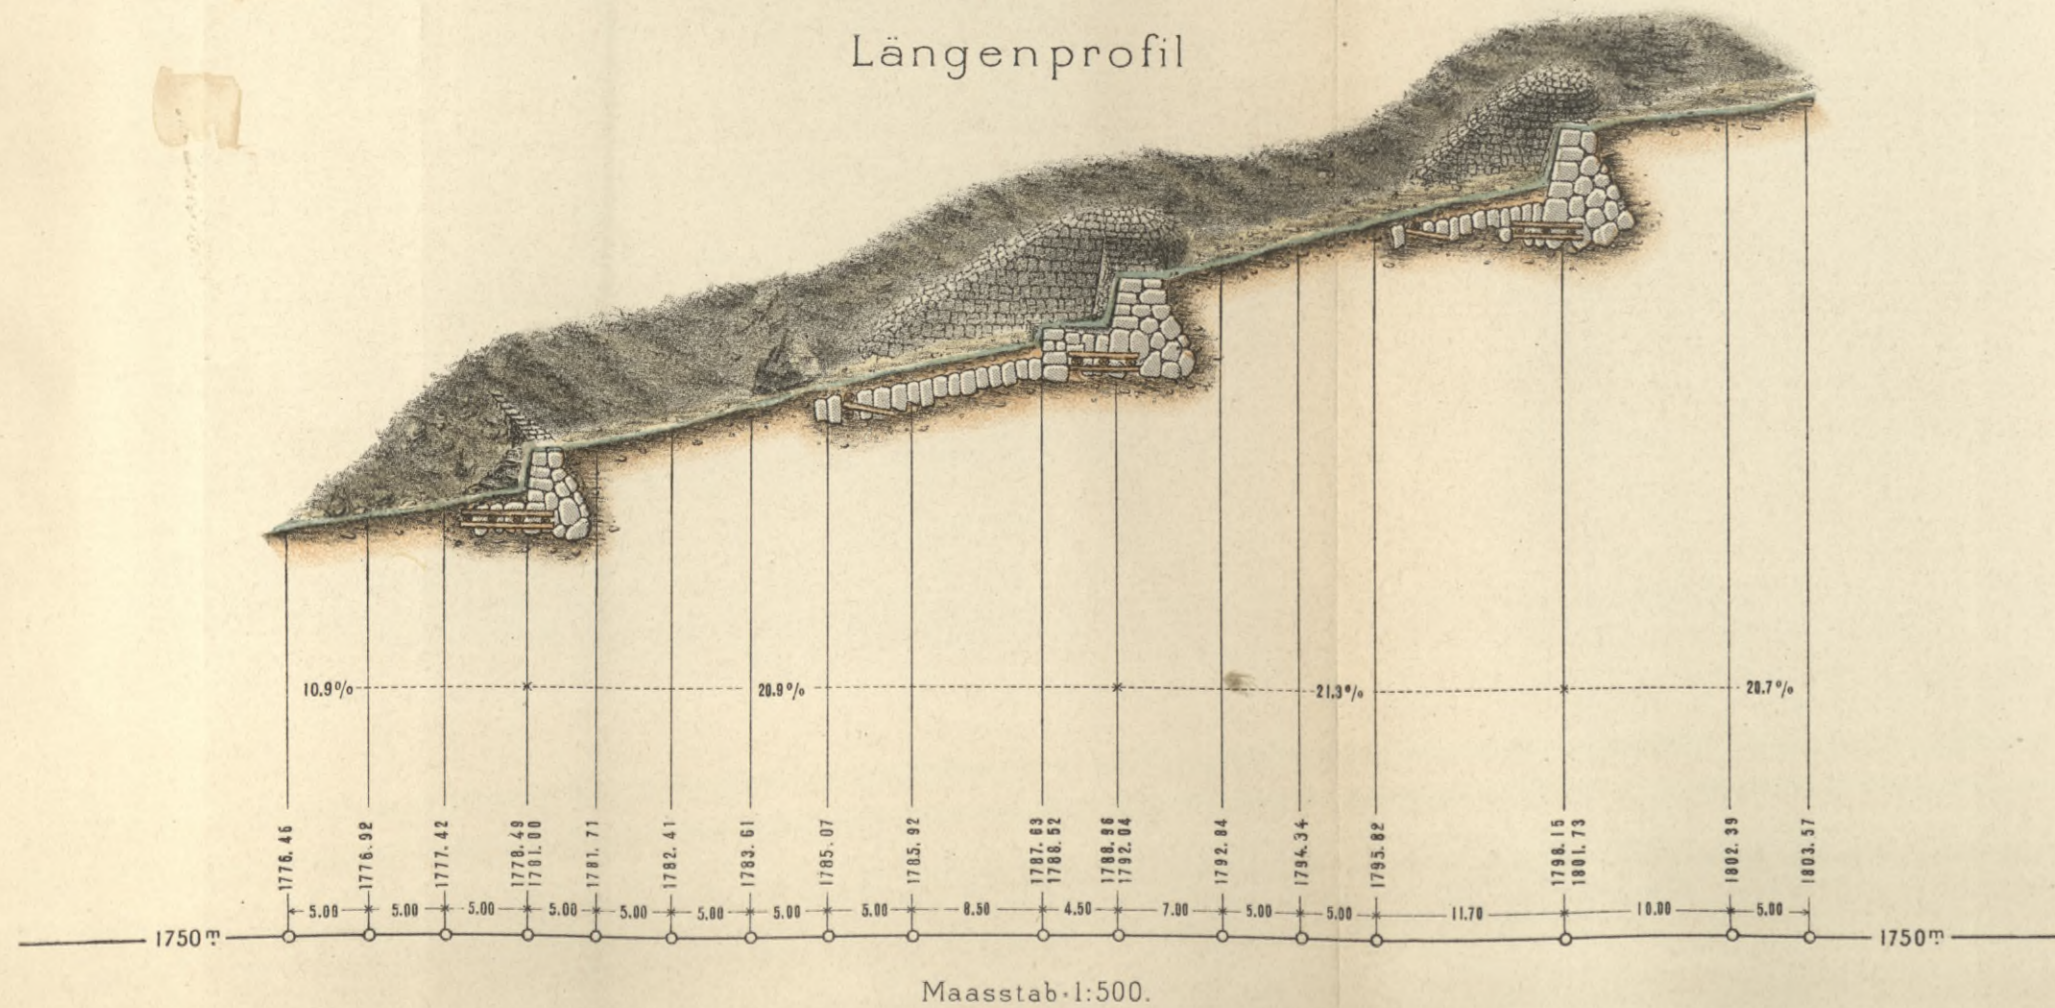 Längenprofil
10.9% 20.9% 21.3% 20.7%
1776.46 1776.92 1777.42 1778.49 1781.00 1781.71 1782.41 1783.61 1785.07 1785.92 1787.63 1788.52 1788.96 1792.04 1792.84 1794.34 1795.82 1798.15 1801.73 1802.39 1803.57
5.00 5.00 5.00 5.00 5.00 5.00 5.00 5.00 8.50 4.50 7.00 5.00 5.00 11.70 10.00 5.00
1750m. 1750m.
Maasstab·1:500.